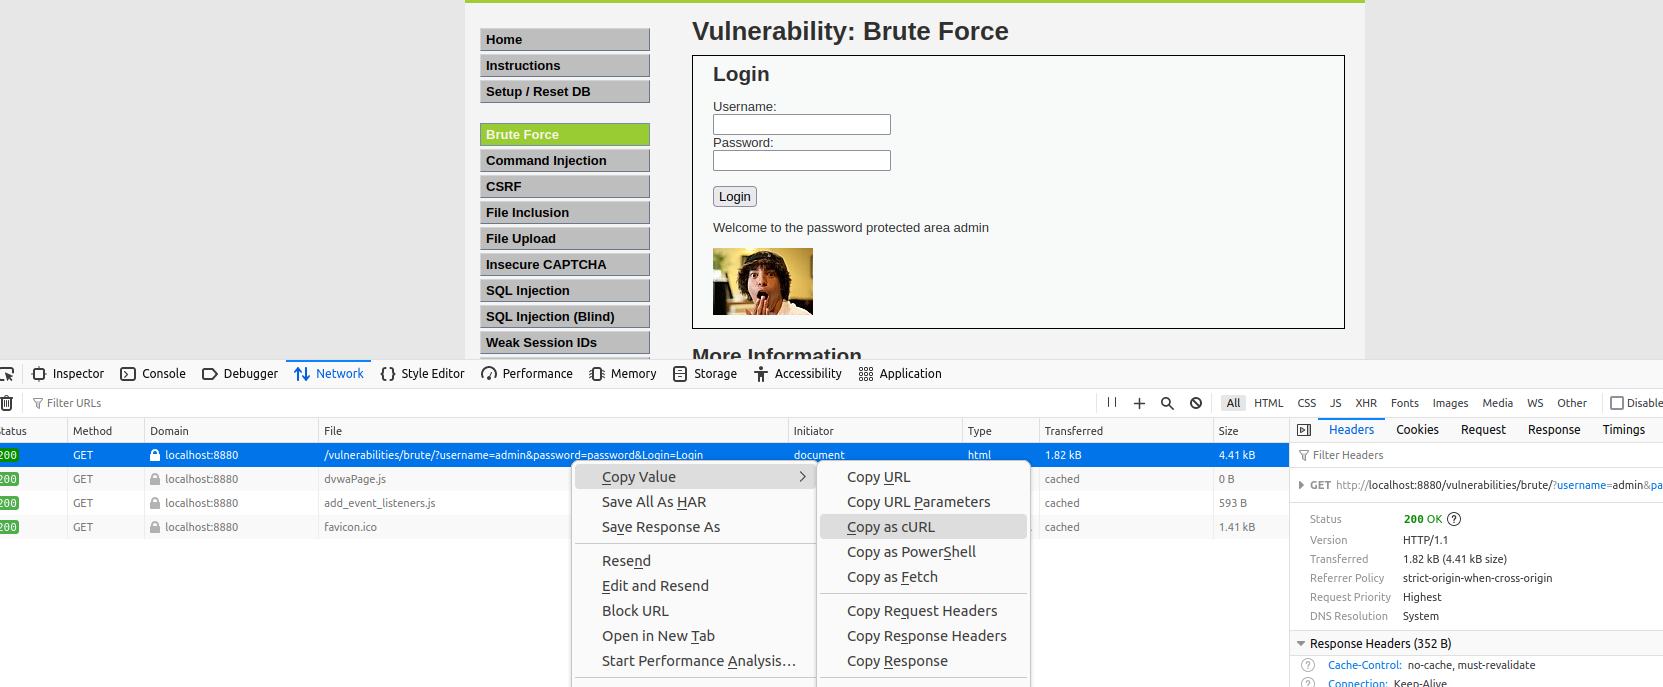 Vulnerability: Brute Force
Home
Instructions
Setup / Reset DB
Brute Force
Command Injection
CSRF
File Inclusion
File Upload
Insecure CAPTCHA
SQL Injection
SQL Injection (Blind)
Weak Session IDs
Login
Username:
Password:
Login
Welcome to the password protected area admin
More Information
Inspector Console Debugger Network Style Editor Performance Memory Storage Accessibility Application
Filter URLs All HTML CSS JS XHR Fonts Images Media WS Other Disable
tatus Method Domain File Initiator Type Transferred Size
200 GET localhost:8880 /vulnerabilities/brute/?username=admin&password=password&Login=Login document html 1.82 kB 4.41 kB
200 GET localhost:8880 dvwaPage.js cached 0 B
200 GET localhost:8880 add_event_listeners.js cached 593 B
200 GET localhost:8880 favicon.ico cached 1.41 kB
Copy Value
Save All As HAR
Save Response As
Resend
Edit and Resend
Block URL
Open in New Tab
Start Performance Analysis…
Copy URL
Copy URL Parameters
Copy as cURL
Copy as PowerShell
Copy as Fetch
Copy Request Headers
Copy Response Headers
Copy Response
Headers Cookies Request Response Timings
Filter Headers
GET http://localhost:8880/vulnerabilities/brute/?username=admin&pa
Status 200 OK ?
Version HTTP/1.1
Transferred 1.82 kB (4.41 kB size)
Referrer Policy strict-origin-when-cross-origin
Request Priority Highest
DNS Resolution System
Response Headers (352 B)
? Cache-Control: no-cache, must-revalidate
? Connection: Keep-Alive